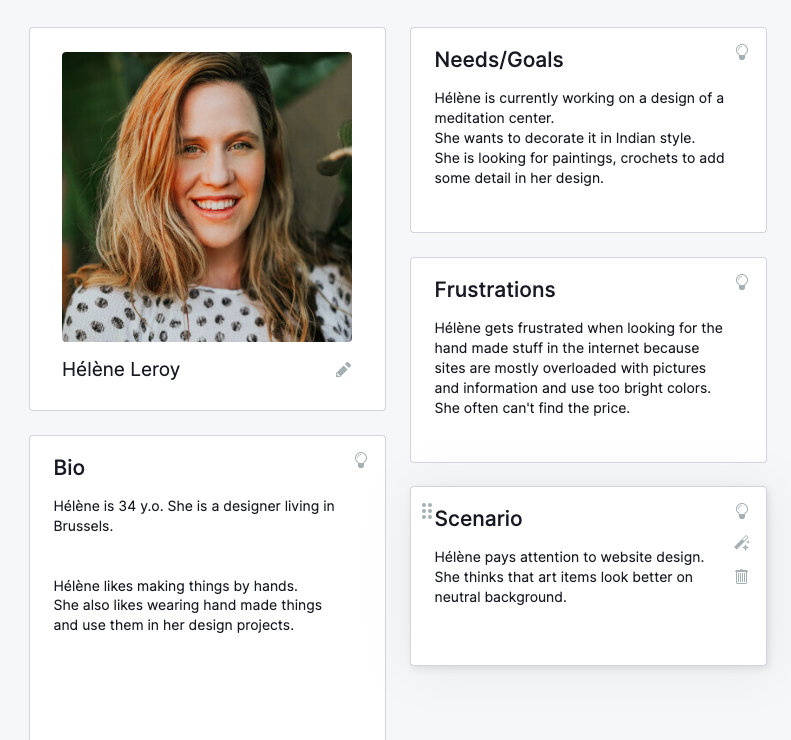 Hélène Leroy
Bio
Hélène is 34 y.o. She is a designer living in
Brussels.
Hélène likes making things by hands.
She also likes wearing hand made things
and use them in her design projects.
Needs/Goals
Hélène is currently working on a design of a
meditation center.
She wants to decorate it in Indian style.
She is looking for paintings, crochets to add
some detail in her design.
Frustrations
Hélène gets frustrated when looking for the
hand made stuff in the internet because
sites are mostly overloaded with pictures
and information and use too bright colors.
She often can't find the price.
Scenario
Hélène pays attention to website design.
She thinks that art items look better on
neutral background.